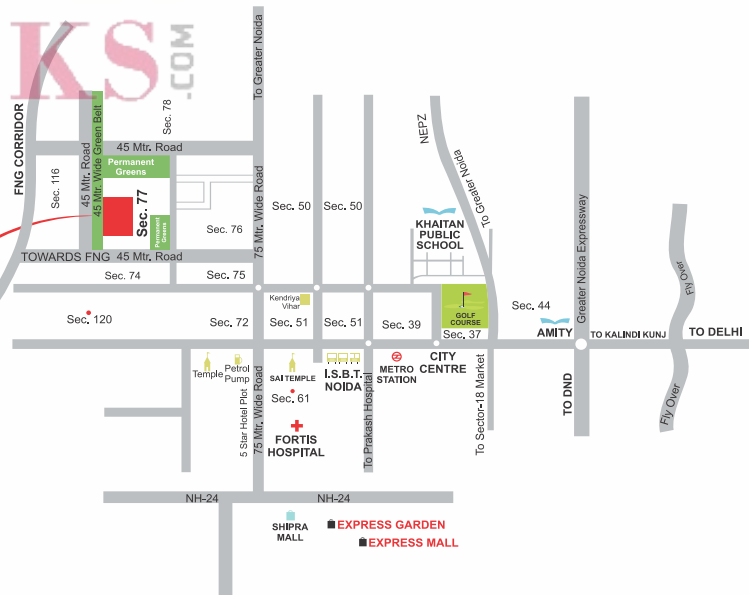 KS.COM
FNG CORRIDOR
Sec. 116
45 Mtr. Road
45 Mtr. Wide Green Belt
Sec. 78
45 Mtr. Road
Permanent
Greens
Sec. 77
Permanent
Greens
Sec. 76
To Greater Noida
75 Mtr. Wide Road
Sec. 50
Sec. 50
NEPZ
To Greater Noida
KHAITAN
PUBLIC
SCHOOL
Greater Noida Expressway
Fly Over
TOWARDS FNG
45 Mtr. Road
Sec. 74
Sec. 75
Kendriya
Vihar
GOLF
COURSE
Sec. 44
Sec. 120
Sec. 72
Sec. 51
Sec. 51
Sec. 39
Sec. 37
AMITY
TO KALINDI KUNJ
TO DELHI
Temple
Petrol
Pump
SAI TEMPLE
I.S.B.T.
NOIDA
METRO
STATION
CITY
CENTRE
5 Star Hotel Plot
75 Mtr. Wide Road
Sec. 61
FORTIS
HOSPITAL
To Prakash Hospital
To Sector-18 Market
TO DND
Fly Over
NH-24
NH-24
SHIPRA
MALL
EXPRESS GARDEN
EXPRESS MALL